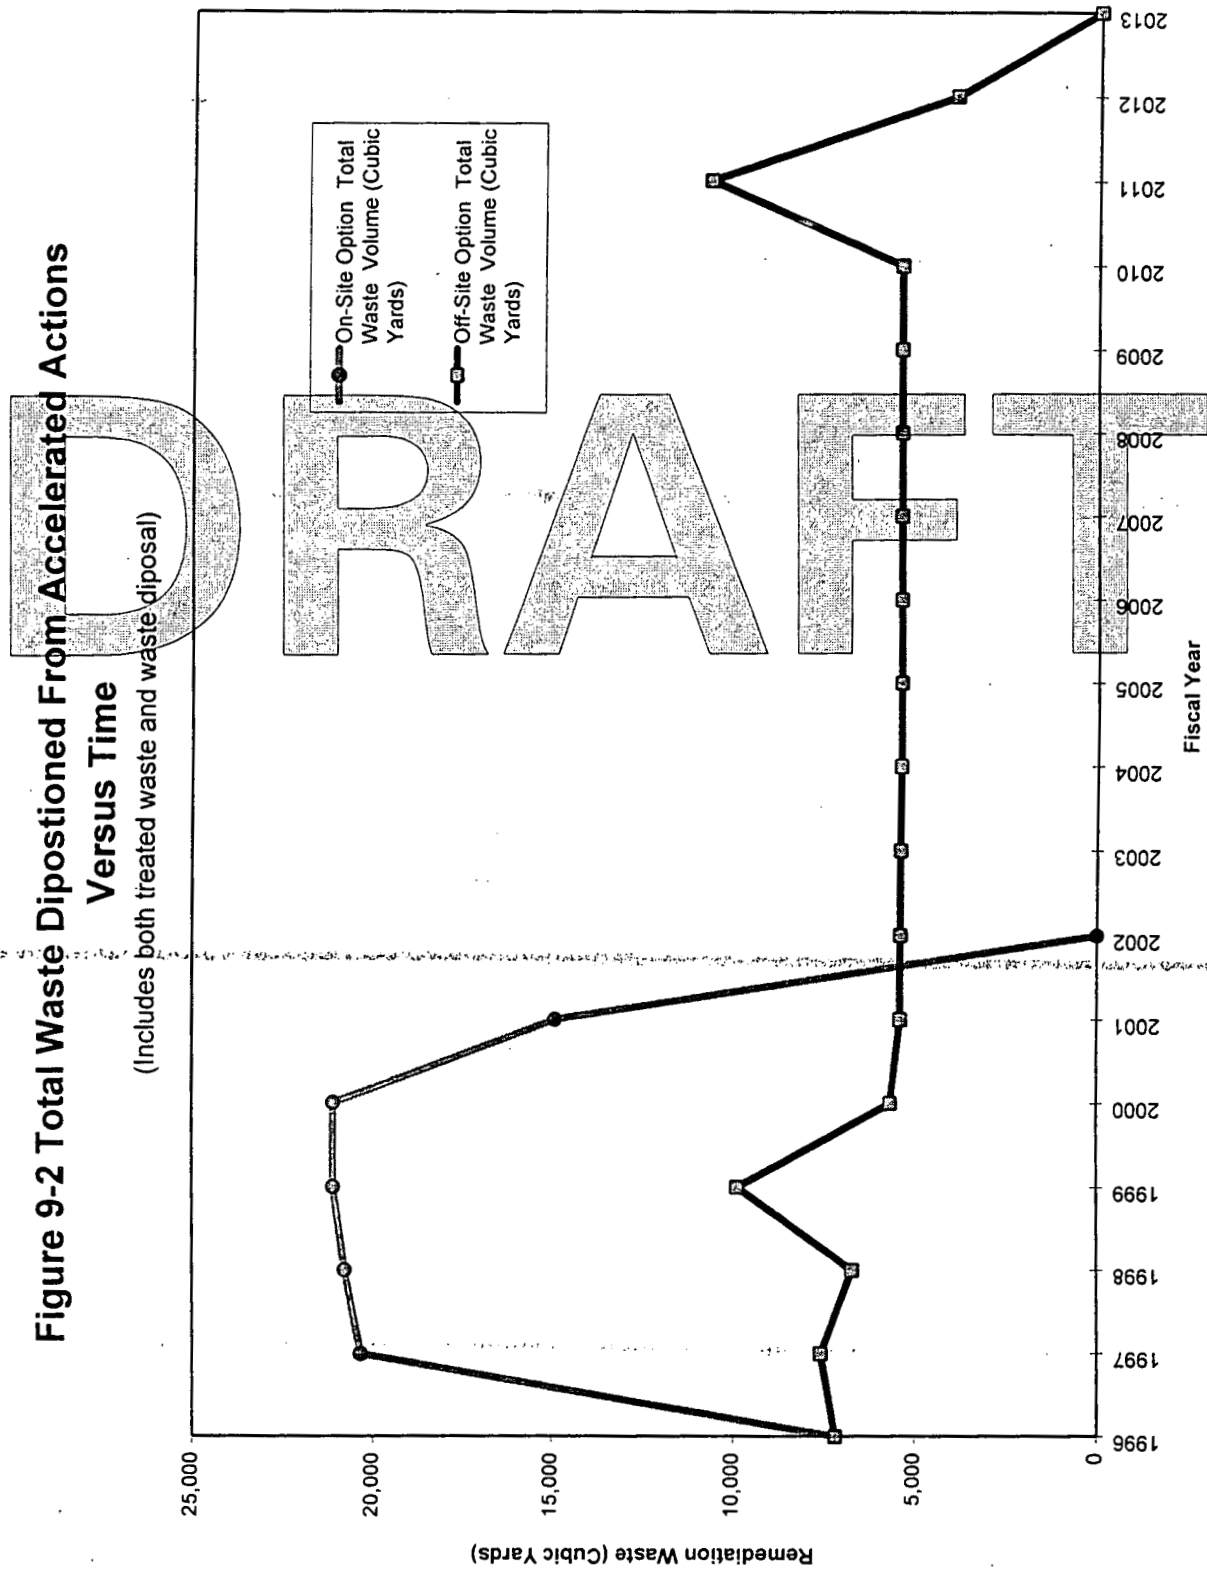 Figure 9-2 Total Waste Dipostioned From Accelerated Actions
Versus Time
(Includes both treated waste and waste diposal)
DRAFT
25,000
20,000
15,000
10,000
5,000
0
Remediation Waste (Cubic Yards)
On-Site Option Total
Waste Volume (Cubic
Yards)
Off-Site Option Total
Waste Volume (Cubic
Yards)
1996
1997
1998
1999
2000
2001
2002
2003
2004
2005
2006
2007
2008
2009
2010
2011
2012
2013
Fiscal Year